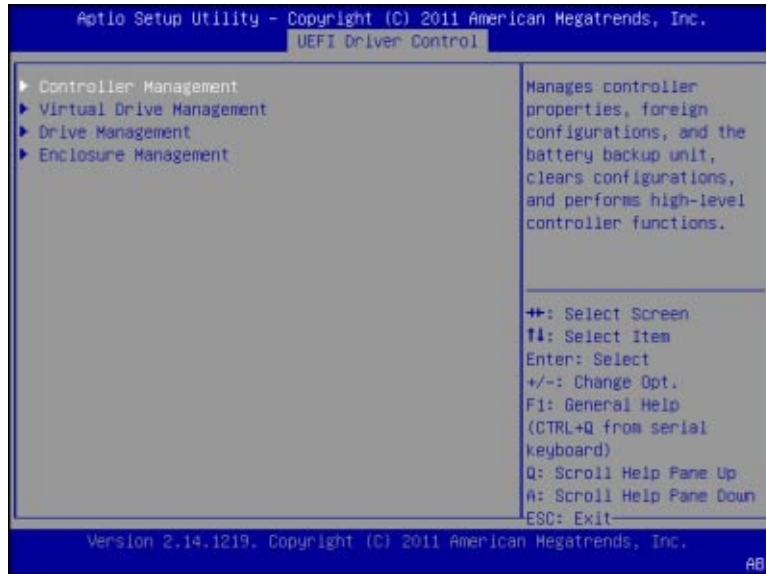 Aptio Setup Utility – Copyright (C) 2011 American Megatrends, Inc.
UEFI Driver Control
Controller Management
Virtual Drive Management
Drive Management
Enclosure Management
Manages controller
properties, foreign
configurations, and the
battery backup unit,
clears configurations,
and performs high-level
controller functions.
→←: Select Screen
↑↓: Select Item
Enter: Select
+/-: Change Opt.
F1: General Help
(CTRL+Q from serial
keyboard)
Q: Scroll Help Pane Up
A: Scroll Help Pane Down
ESC: Exit
Version 2.14.1219. Copyright (C) 2011 American Megatrends, Inc.
AB